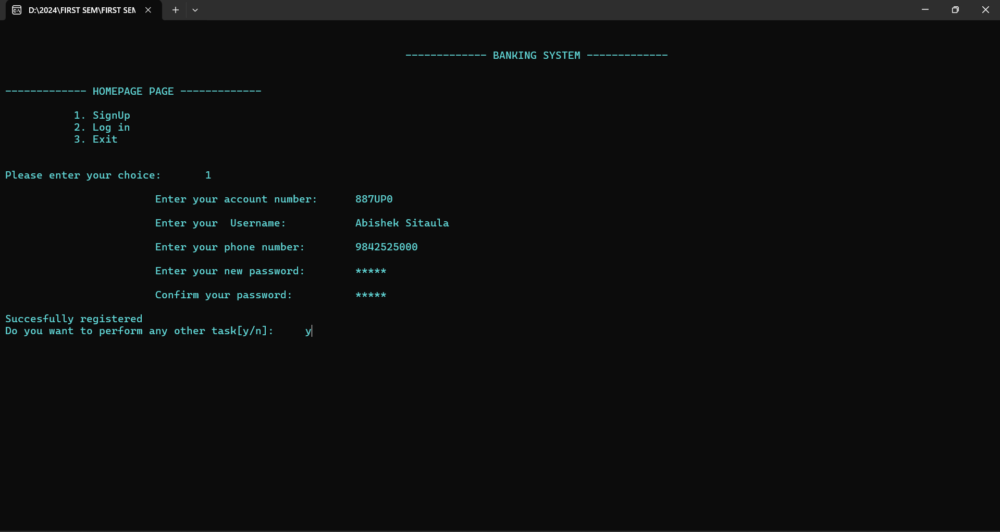 D:\2024\FIRST SEM\FIRST SEM
------------- BANKING SYSTEM -------------
------------- HOMEPAGE PAGE -------------
1. SignUp
2. Log in
3. Exit
Please enter your choice: 1
Enter your account number: 887UP0
Enter your  Username: Abishek Sitaula
Enter your phone number: 9842525000
Enter your new password: *****
Confirm your password: *****
Succesfully registered
Do you want to perform any other task[y/n]: y